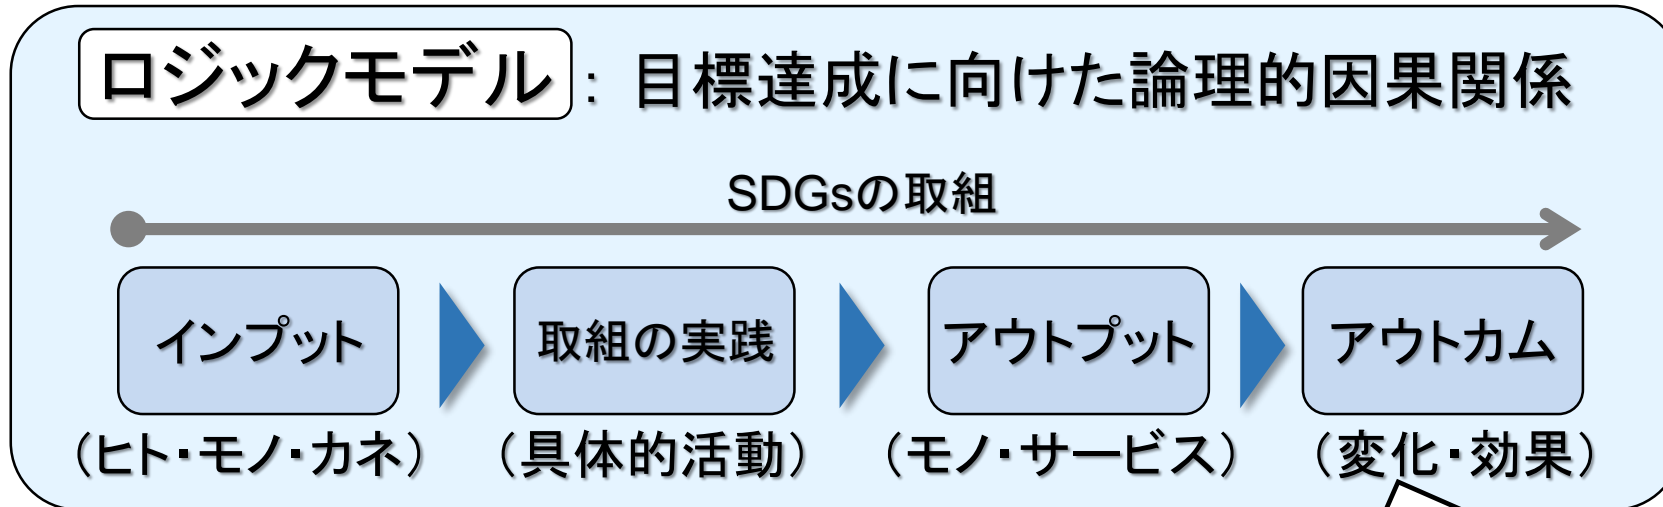 ロジックモデル : 目標達成に向けた論理的因果関係
SDGsの取組
インプット 取組の実践 アウトプット アウトカム
(ヒト・モノ・カネ) (具体的活動) (モノ・サービス) (変化・効果)